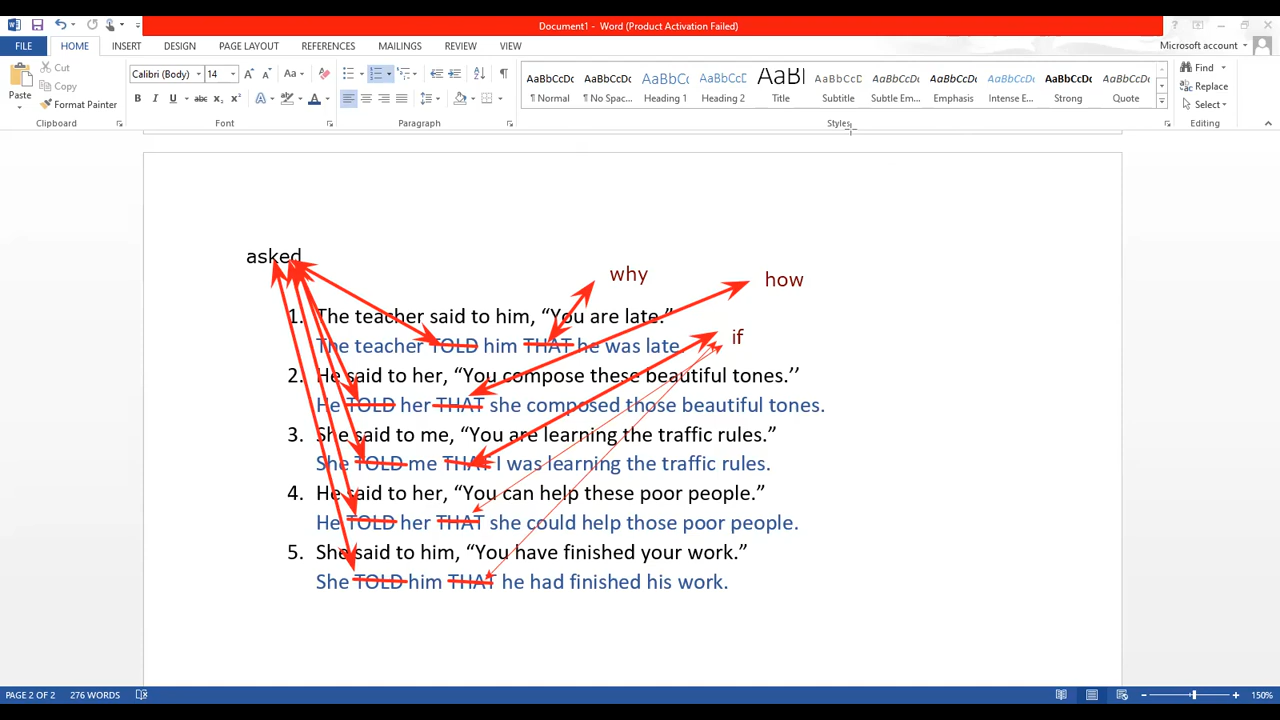 Document1 - Word (Product Activation Failed)
FILE HOME INSERT DESIGN PAGE LAYOUT REFERENCES MAILINGS REVIEW VIEW Microsoft account
Cut
Copy
Paste
Format Painter
Clipboard
Calibri (Body) 14
Font
Paragraph
AaBbCcDc AaBbCcDc AaBbCc AaBbCcC AaBl AaBbCcD AaBbCcDc AaBbCcDc AaBbCcDc AaBbCcDc AaBbCcDc
¶ Normal ¶ No Spac... Heading 1 Heading 2 Title Subtitle Subtle Em... Emphasis Intense E... Strong Quote
Styles
Find
Replace
Select
Editing
asked
why
how
if
1. The teacher said to him, “You are late.”
The teacher TOLD him THAT he was late.
2. He said to her, “You compose these beautiful tones.’’
He TOLD her THAT she composed those beautiful tones.
3. She said to me, “You are learning the traffic rules.”
She TOLD me THAT I was learning the traffic rules.
4. He said to her, “You can help these poor people.”
He TOLD her THAT she could help those poor people.
5. She said to him, “You have finished your work.”
She TOLD him THAT he had finished his work.
PAGE 2 OF 2 276 WORDS 150%